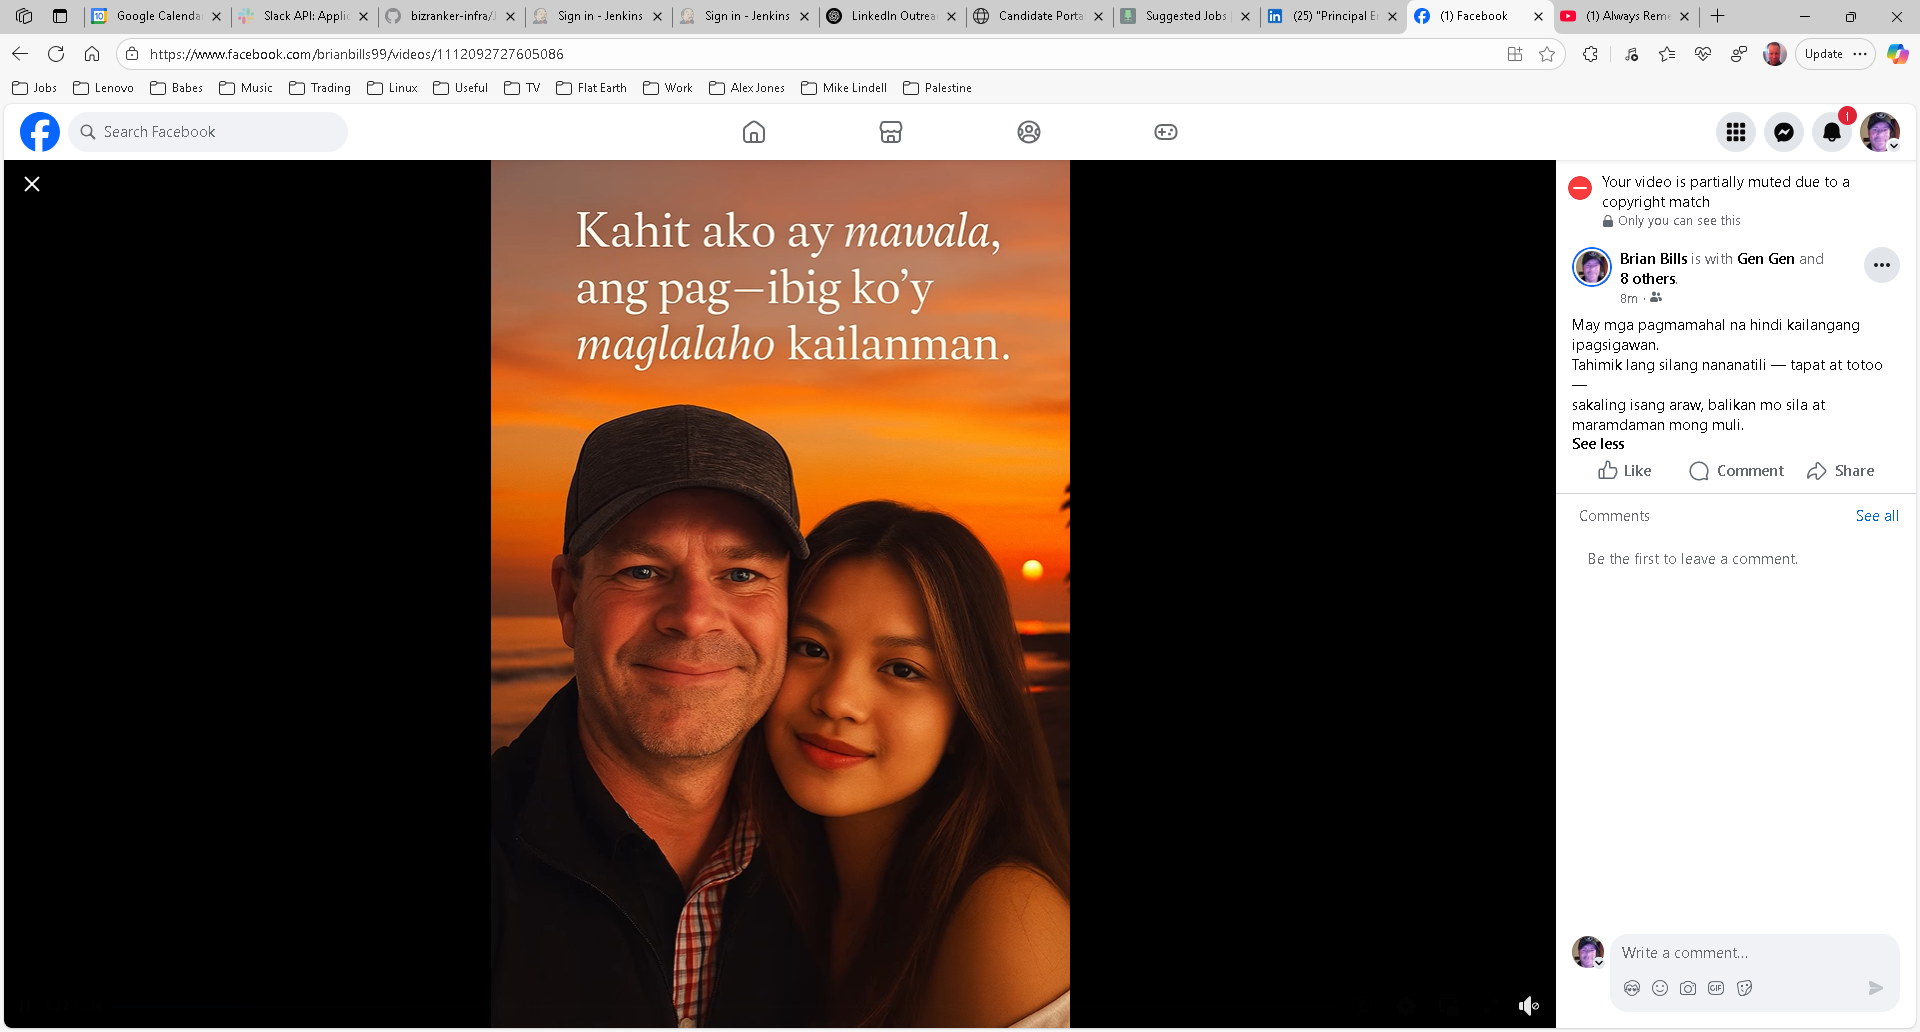 Google Calenda
Slack API: Applic
bizranker-infra/J
Sign in - Jenkins
Sign in - Jenkins
LinkedIn Outrea
Candidate Porta
Suggested Jobs
(25) "Principal E
(1) Facebook
(1) Always Reme
https://www.facebook.com/brianbills99/videos/1112092727605086
Update
Jobs
Lenovo
Babes
Music
Trading
Linux
Useful
TV
Flat Earth
Work
Alex Jones
Mike Lindell
Palestine
Search Facebook
1
Kahit ako ay mawala,
ang pag—ibig ko’y
maglalaho kailanman.
Your video is partially muted due to a
copyright match
Only you can see this
Brian Bills is with Gen Gen and
8 others.
8m ·
May mga pagmamahal na hindi kailangang
ipagsigawan.
Tahimik lang silang nananatili — tapat at totoo
—
sakaling isang araw, balikan mo sila at
maramdaman mong muli.
See less
Like
Comment
Share
Comments
See all
Be the first to leave a comment.
Write a comment...
GIF